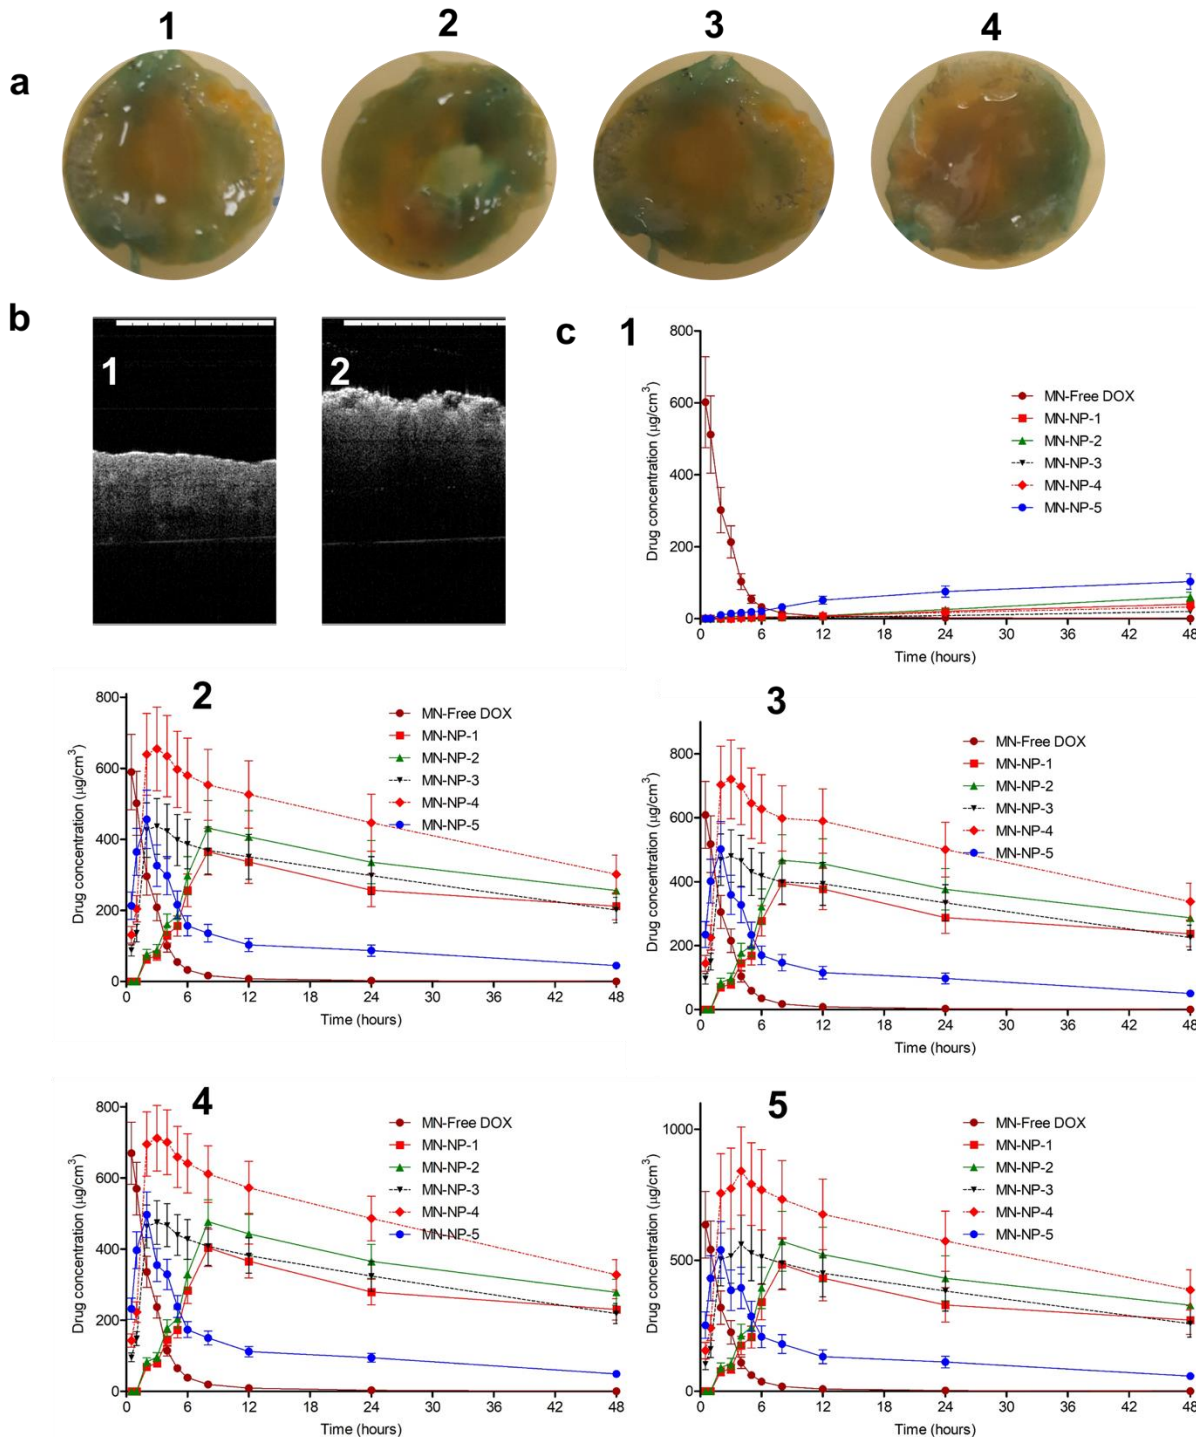 1 2 3 4
a
b
1
2
c 1
800
600
400
200
0
Drug concentration (µg/cm³)
MN-Free DOX
MN-NP-1
MN-NP-2
MN-NP-3
MN-NP-4
MN-NP-5
0 6 12 18 24 30 36 42 48
Time (hours)
2
800
600
400
200
0
Drug concentration (µg/cm³)
MN-Free DOX
MN-NP-1
MN-NP-2
MN-NP-3
MN-NP-4
MN-NP-5
0 6 12 18 24 30 36 42 48
Time (hours)
3
800
600
400
200
0
Drug concentration (µg/cm³)
MN-Free DOX
MN-NP-1
MN-NP-2
MN-NP-3
MN-NP-4
MN-NP-5
0 6 12 18 24 30 36 42 48
Time (hours)
4
800
600
400
200
0
Drug concentration (µg/cm³)
MN-Free DOX
MN-NP-1
MN-NP-2
MN-NP-3
MN-NP-4
MN-NP-5
0 6 12 18 24 30 36 42 48
Time (hours)
5
1000
500
0
Drug concentration (µg/cm³)
MN-Free DOX
MN-NP-1
MN-NP-2
MN-NP-3
MN-NP-4
MN-NP-5
0 6 12 18 24 30 36 42 48
Time (hours)